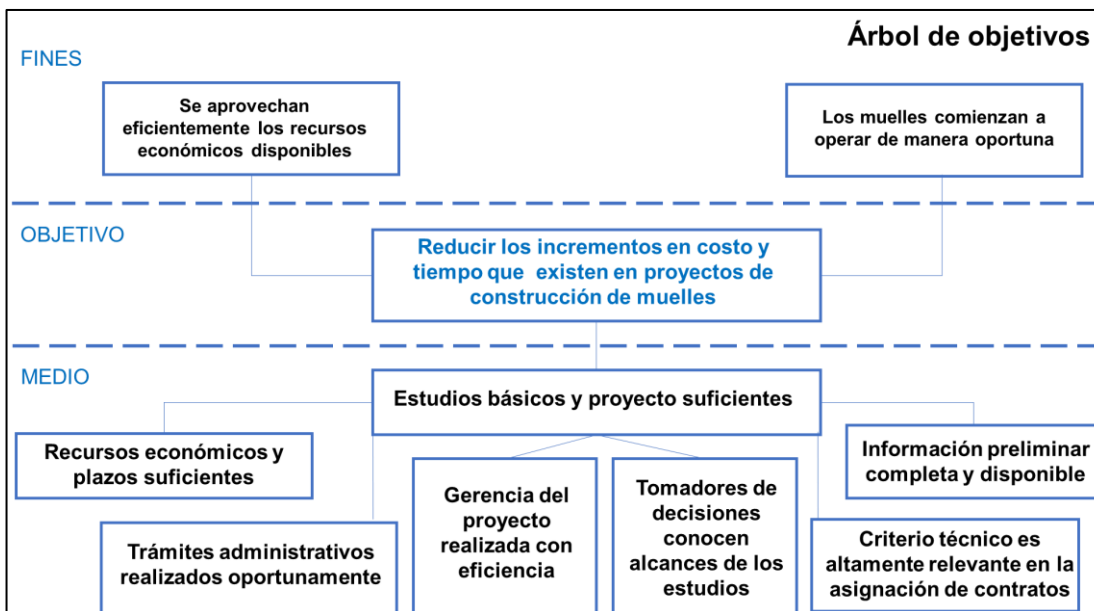 Árbol de objetivos
FINES
Se aprovechan
eficientemente los recursos
económicos disponibles
Los muelles comienzan a
operar de manera oportuna
OBJETIVO
Reducir los incrementos en costo y
tiempo que existen en proyectos de
construcción de muelles
MEDIO
Estudios básicos y proyecto suficientes
Recursos económicos y
plazos suficientes
Información preliminar
completa y disponible
Trámites administrativos
realizados oportunamente
Gerencia del
proyecto
realizada con
eficiencia
Tomadores de
decisiones
conocen
alcances de los
estudios
Criterio técnico es
altamente relevante en la
asignación de contratos